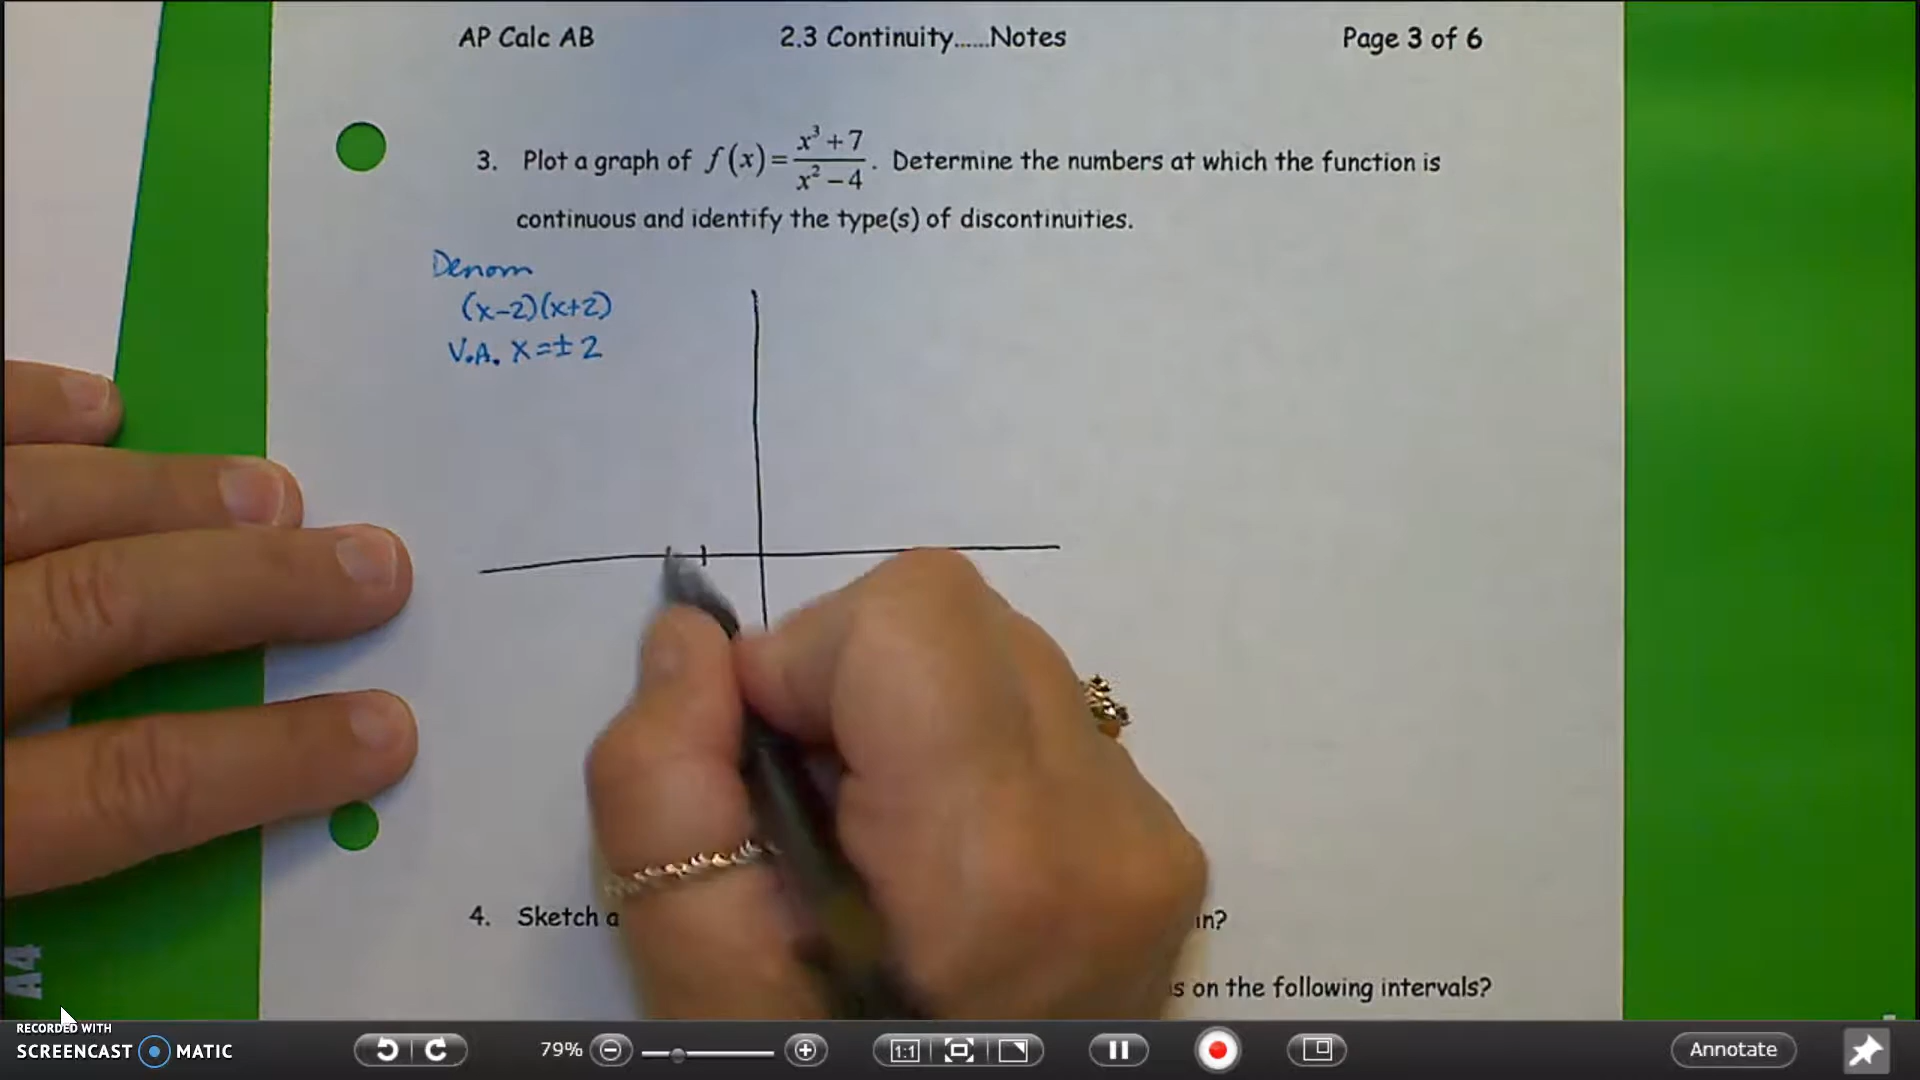 AP Calc AB 2.3 Continuity......Notes Page 3 of 6
3. Plot a graph of f(x) = (x³ + 7)/(x² − 4). Determine the numbers at which the function is
continuous and identify the type(s) of discontinuities.
Denom
(x-2)(x+2)
V.A. x=± 2
4. Sketch a in?
s on the following intervals?
A4
RECORDED WITH
SCREENCAST MATIC
79%
1:1
Annotate